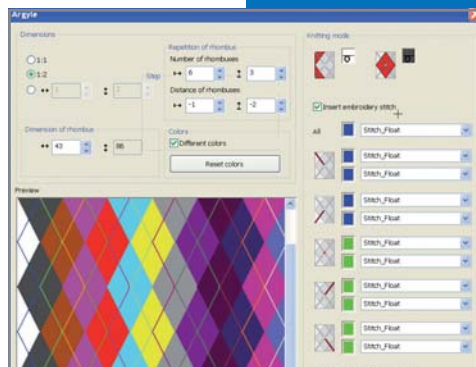 Argyle
Dimensions
1:1
1:2
Step
1
2
Dimension of rhombus
43
86
Repetition of rhombus
Number of rhombuses
6
3
Distance of rhombuses
-1
-2
Colors
Different colors
Reset colors
Preview
Knitting mode
Insert embroidery stitch
All
Stitch_Float
Stitch_Float
Stitch_Float
Stitch_Float
Stitch_Float
Stitch_Float
Stitch_Float
Stitch_Float
Stitch_Float
Stitch_Float
Stitch_Float